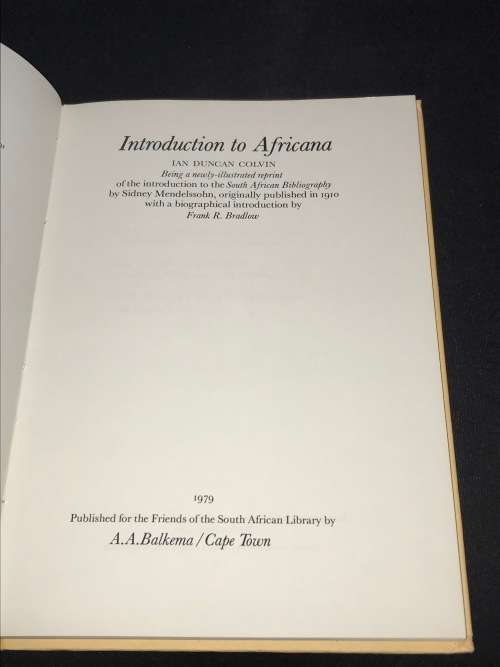 Introduction to Africana
IAN DUNCAN COLVIN
Being a newly-illustrated reprint
of the introduction to the South African Bibliography
by Sidney Mendelssohn, originally published in 1910
with a biographical introduction by
Frank R. Bradlow
1979
Published for the Friends of the South African Library by
A.A.Balkema / Cape Town